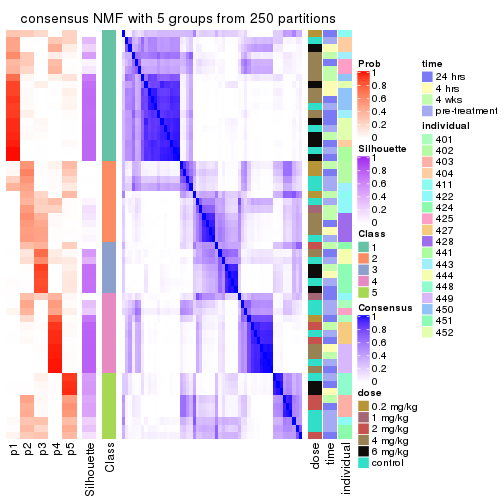 consensus NMF with 5 groups from 250 partitions
Prob
1
0.8
0.6
0.4
0.2
0
Silhouette
1
0.8
0.6
0.4
0.2
0
Class
1
2
3
4
5
Consensus
1
0.8
0.6
0.4
0.2
0
dose
0.2 mg/kg
1 mg/kg
2 mg/kg
4 mg/kg
6 mg/kg
control
time
24 hrs
4 hrs
4 wks
pre-treatment
individual
401
402
403
404
411
422
424
425
427
428
441
443
444
448
449
450
451
452
p1
p2
p3
p4
p5
Silhouette
Class
dose
time
individual